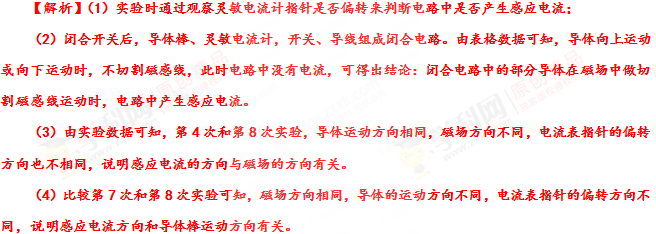 【解析】（1）实验时通过观察灵敏电流计指针是否偏转来判断电路中是否产生感应电流；
（2）闭合开关后，导体棒、灵敏电流计，开关、导线组成闭合电路。由表格数据可知，导体向上运动
或向下运动时，不切割磁感线，此时电路中没有电流，可得出结论：闭合电路中的部分导体在磁场中做切
割磁感线运动时，电路中产生感应电流。
（3）由实验数据可知，第 4 次和第 8 次实验，导体运动方向相同，磁场方向不同，电流表指针的偏转
方向也不相同，说明感应电流的方向与磁场的方向有关。
（4）比较第 7 次和第 8 次实验可知，磁场方向相同，导体的运动方向不同，电流表指针的偏转方向不
同，说明感应电流方向和导体棒运动方向有关。